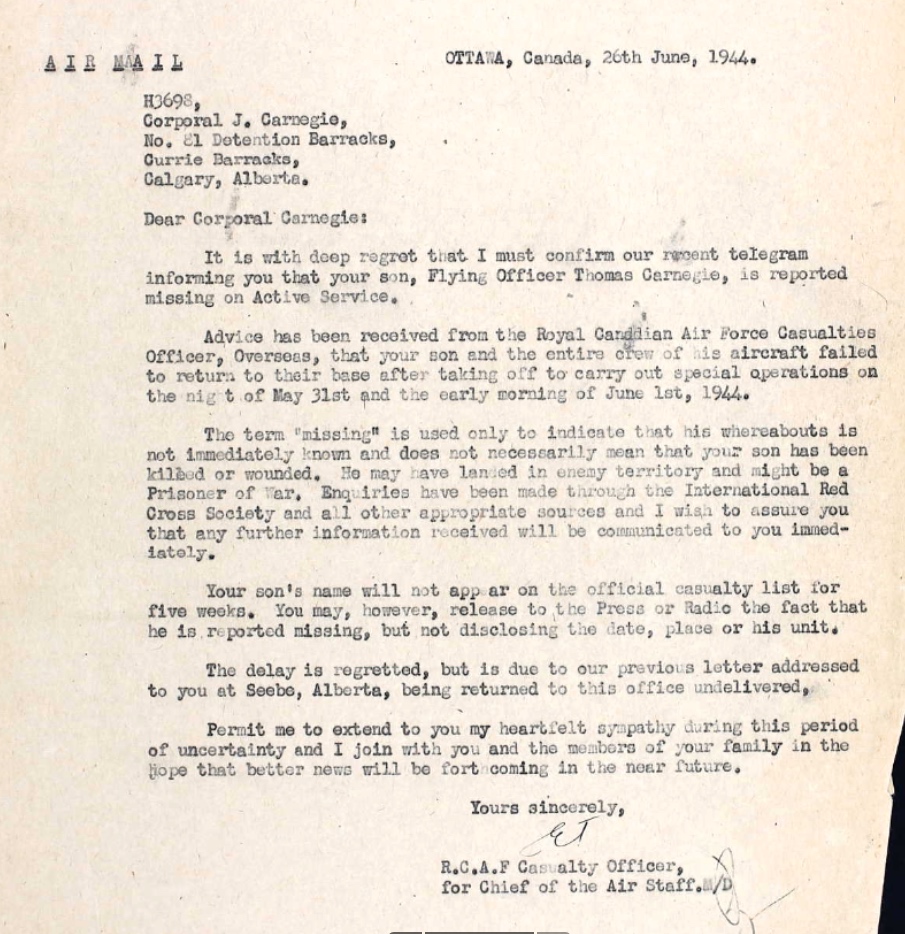 AIR MAIL
OTTAWA, Canada, 26th June, 1944.
H3698,
Corporal J. Carnegie,
No. 81 Detention Barracks,
Currie Barracks,
Calgary, Alberta.
Dear Corporal Carnegie:
It is with deep regret that I must confirm our recent telegram
informing you that your son, Flying Officer Thomas Carnegie, is reported
missing on Active Service.
Advice has been received from the Royal Canadian Air Force Casualties
Officer, Overseas, that your son and the entire crew of his aircraft failed
to return to their base after taking off to carry out special operations on
the night of May 31st and the early morning of June 1st, 1944.
The term "missing" is used only to indicate that his whereabouts is
not immediately known and does not necessarily mean that your son has been
killed or wounded. He may have landed in enemy territory and might be a
Prisoner of War. Enquiries have been made through the International Red
Cross Society and all other appropriate sources and I wish to assure you
that any further information received will be communicated to you immed-
iately.
Your son's name will not appear on the official casualty list for
five weeks. You may, however, release to the Press or Radio the fact that
he is reported missing, but not disclosing the date, place or his unit.
The delay is regretted, but is due to our previous letter addressed
to you at Seebe, Alberta, being returned to this office undelivered,
Permit me to extend to you my heartfelt sympathy during this period
of uncertainty and I join with you and the members of your family in the
hope that better news will be forthcoming in the near future.
Yours sincerely,
R.C.A.F Casualty Officer,
for Chief of the Air Staff.M/D